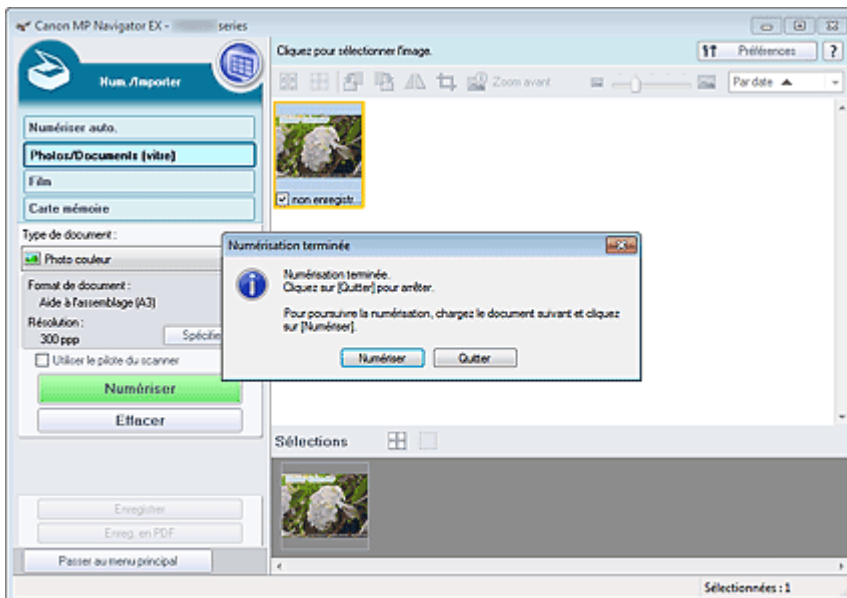 Canon MP Navigator EX - series
Cliquez pour sélectionner l'image.
Préférences
?
Num./Importer
Zoom avant
Par date
Numériser auto.
Photos/Documents (vitre)
Film
Carte mémoire
non enregistr...
Type de document :
Photo couleur
Format de document :
Aide à l'assemblage (A3)
Résolution :
300 ppp
Spécifie
Utiliser le pilote du scanner
Numériser
Effacer
Numérisation terminée
Numérisation terminée.
Cliquez sur [Quitter] pour arrêter.
Pour poursuivre la numérisation, chargez le document suivant et cliquez
sur [Numériser].
Numériser
Quitter
Sélections
Enregistrer
Enreg. en PDF
Passer au menu principal
Sélectionnées : 1